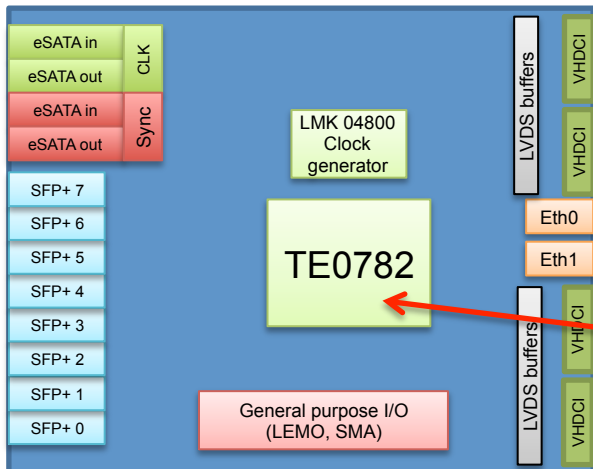 eSATA in
eSATA out
CLK
eSATA in
eSATA out
Sync
SFP+ 7
SFP+ 6
SFP+ 5
SFP+ 4
SFP+ 3
SFP+ 2
SFP+ 1
SFP+ 0
LMK 04800
Clock
generator
TE0782
General purpose I/O
(LEMO, SMA)
LVDS buffers
VHDCI
VHDCI
Eth0
Eth1
LVDS buffers
VHDCI
VHDCI